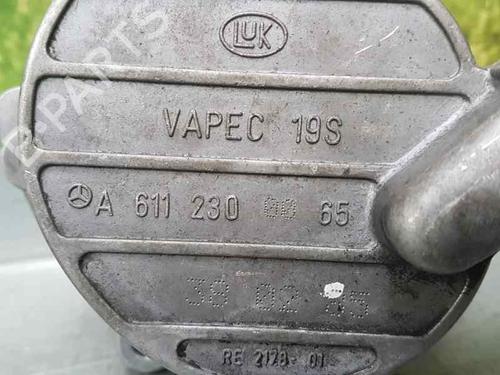 LUK
VAPEC 19S
A 611 230 00 65
RE 2128- 01
B-PARTS